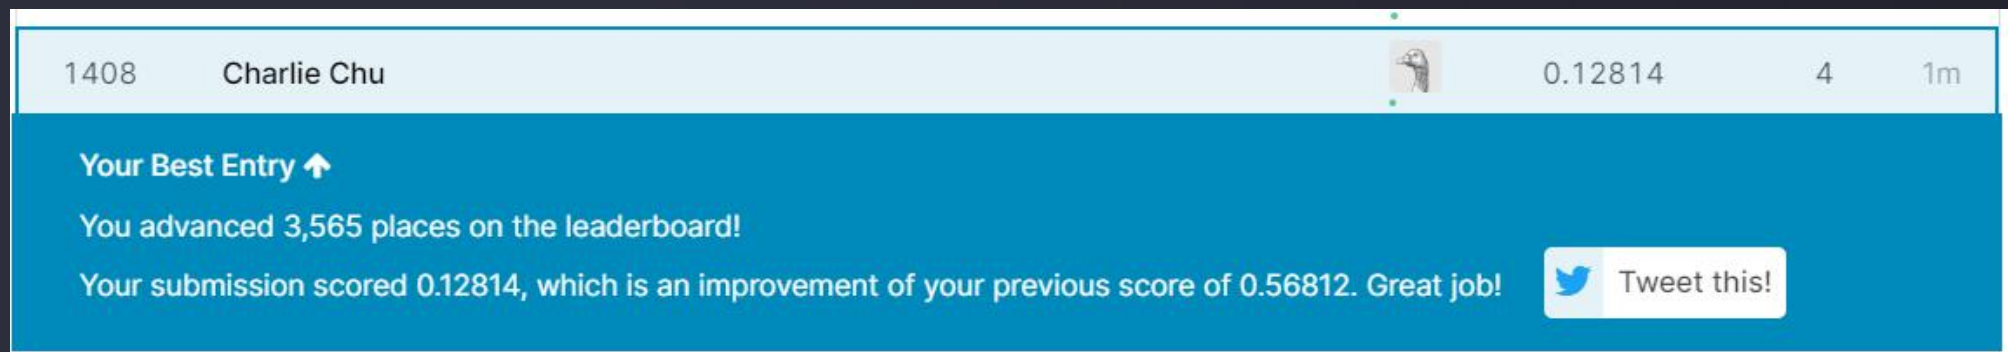 1408 Charlie Chu 0.12814 4 1m
Your Best Entry
You advanced 3,565 places on the leaderboard!
Your submission scored 0.12814, which is an improvement of your previous score of 0.56812. Great job!
Tweet this!